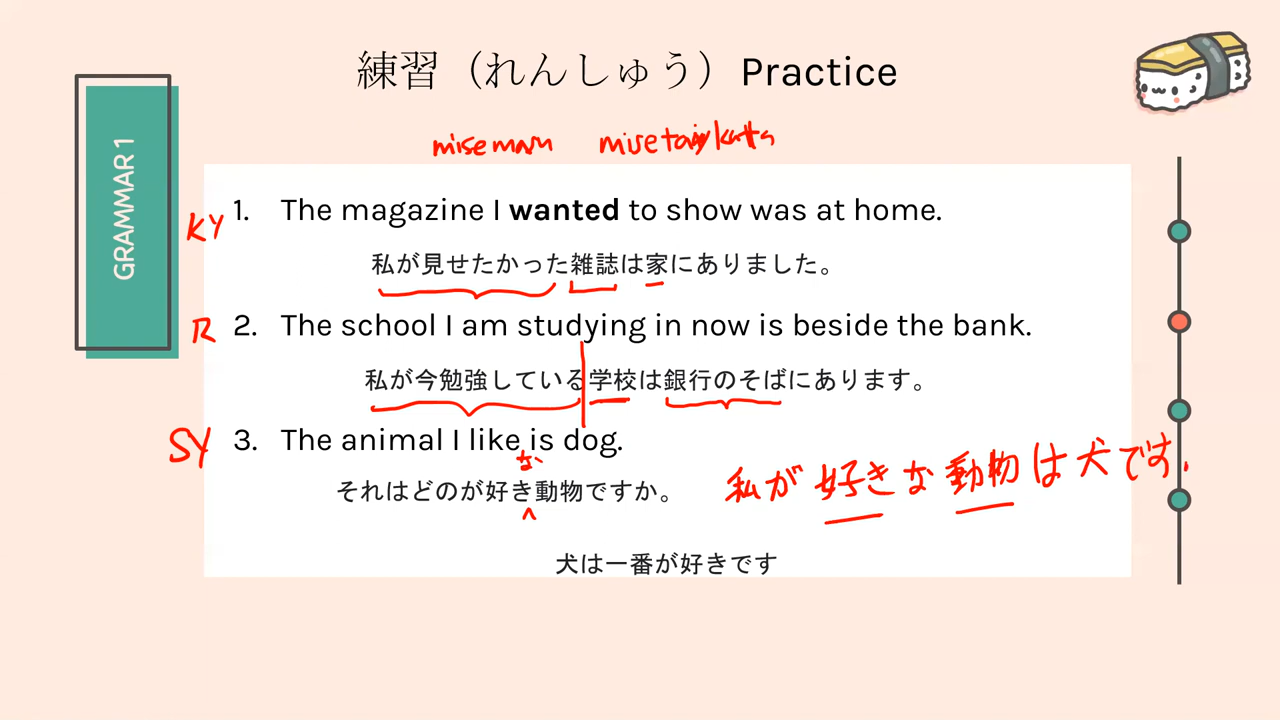 練習（れんしゅう）Practice
GRAMMAR 1
misemasu misetaiykatta
KY 1. The magazine I wanted to show was at home.
私が見せたかった雑誌は家にありました。
R 2. The school I am studying in now is beside the bank.
私が今勉強している学校は銀行のそばにあります。
SY 3. The animal I like is dog.
な
それはどのが好き動物ですか。
私が好きな動物は犬です.
犬は一番が好きです